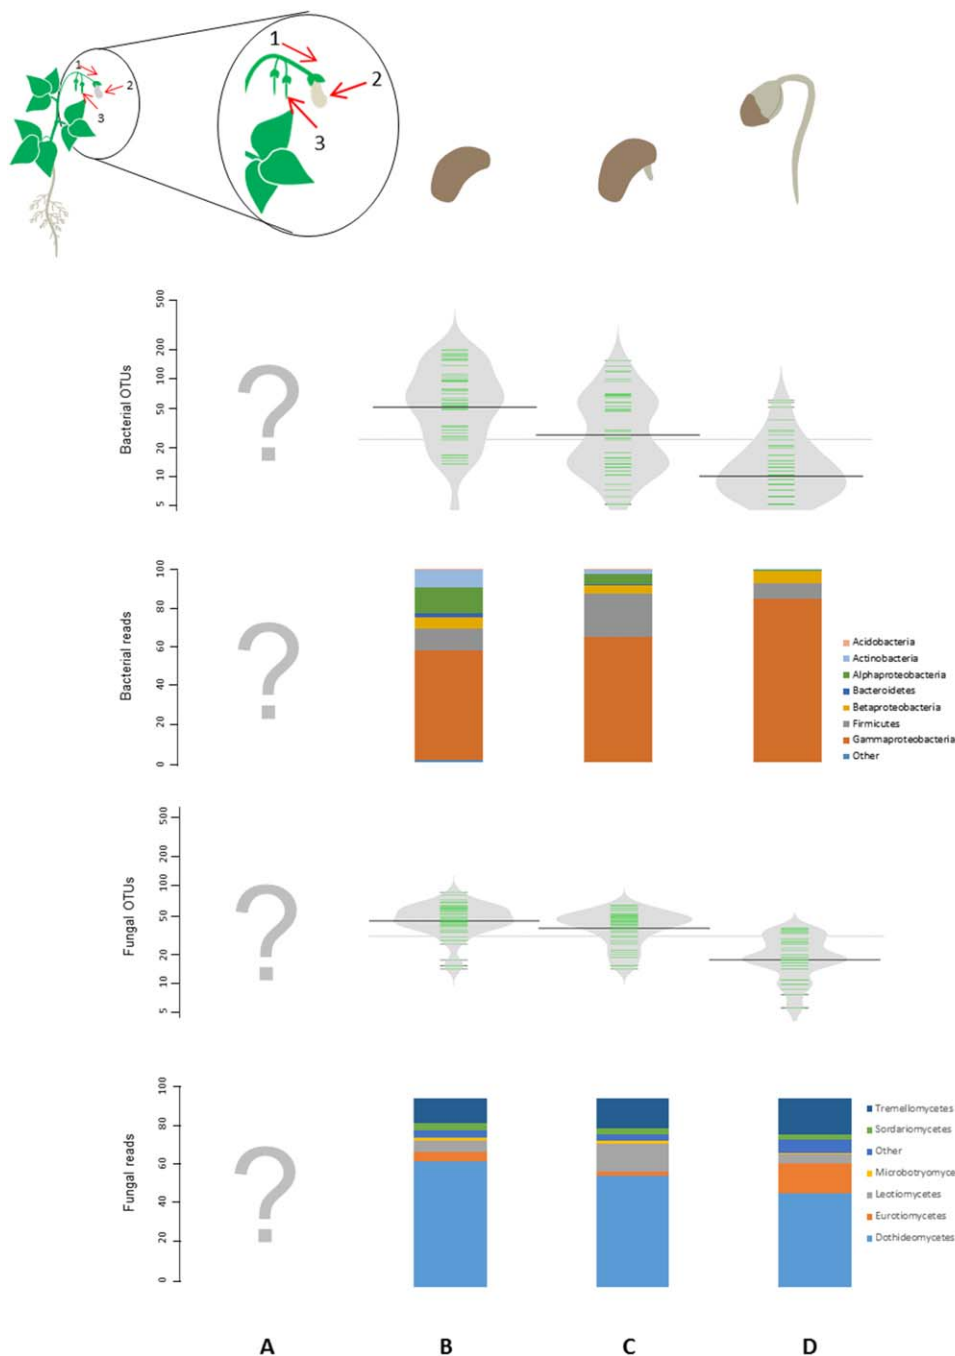 1
2
3
1
2
3
Bacterial OTUs
500
200
100
50
20
10
5
?
Bacterial reads
100
80
60
40
20
0
?
Acidobacteria
Actinobacteria
Alphaproteobacteria
Bacteroidetes
Betaproteobacteria
Firmicutes
Gammaproteobacteria
Other
Fungal OTUs
500
200
100
50
20
10
5
?
Fungal reads
100
80
60
40
20
0
?
Tremellomycetes
Sordariomycetes
Other
Microbotryomyce
Leotiomycetes
Eurotiomycetes
Dothideomycetes
A B C D